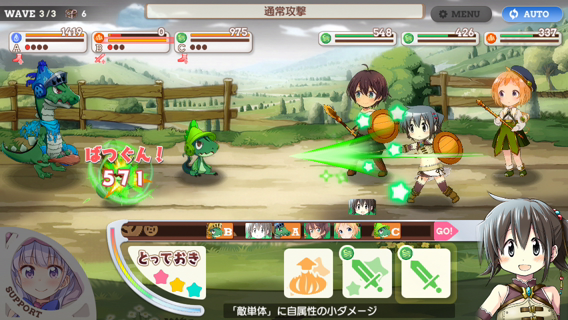 WAVE 3/3
6
通常攻撃
MENU
AUTO
1419
0
975
548
426
337
A
B
C
ばつぐん!
571
B
A
C
GO!
とっておき
SUPPORT
「敵単体」に自属性の小ダメージ